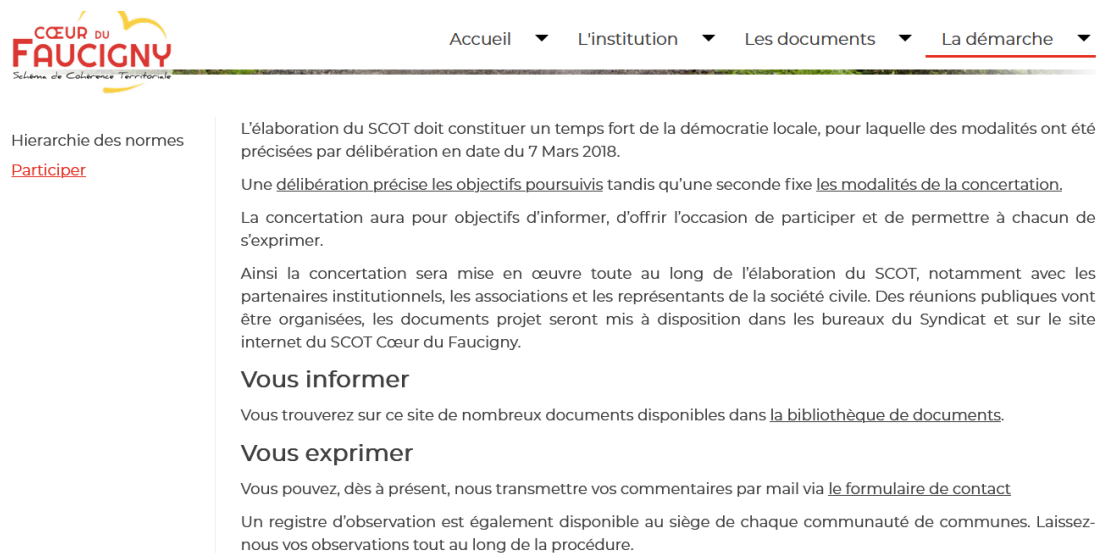 CŒUR DU
FAUCIGNY
Schéma de Cohérence Territoriale
Accueil
L'institution
Les documents
La démarche
Hierarchie des normes
Participer
L’élaboration du SCOT doit constituer un temps fort de la démocratie locale, pour laquelle des modalités ont été
précisées par délibération en date du 7 Mars 2018.
Une délibération précise les objectifs poursuivis tandis qu’une seconde fixe les modalités de la concertation.
La concertation aura pour objectifs d’informer, d’offrir l’occasion de participer et de permettre à chacun de
s’exprimer.
Ainsi la concertation sera mise en œuvre toute au long de l’élaboration du SCOT, notamment avec les
partenaires institutionnels, les associations et les représentants de la société civile. Des réunions publiques vont
être organisées, les documents projet seront mis à disposition dans les bureaux du Syndicat et sur le site
internet du SCOT Cœur du Faucigny.
Vous informer
Vous trouverez sur ce site de nombreux documents disponibles dans la bibliothèque de documents.
Vous exprimer
Vous pouvez, dès à présent, nous transmettre vos commentaires par mail via le formulaire de contact
Un registre d’observation est également disponible au siège de chaque communauté de communes. Laissez-
nous vos observations tout au long de la procédure.